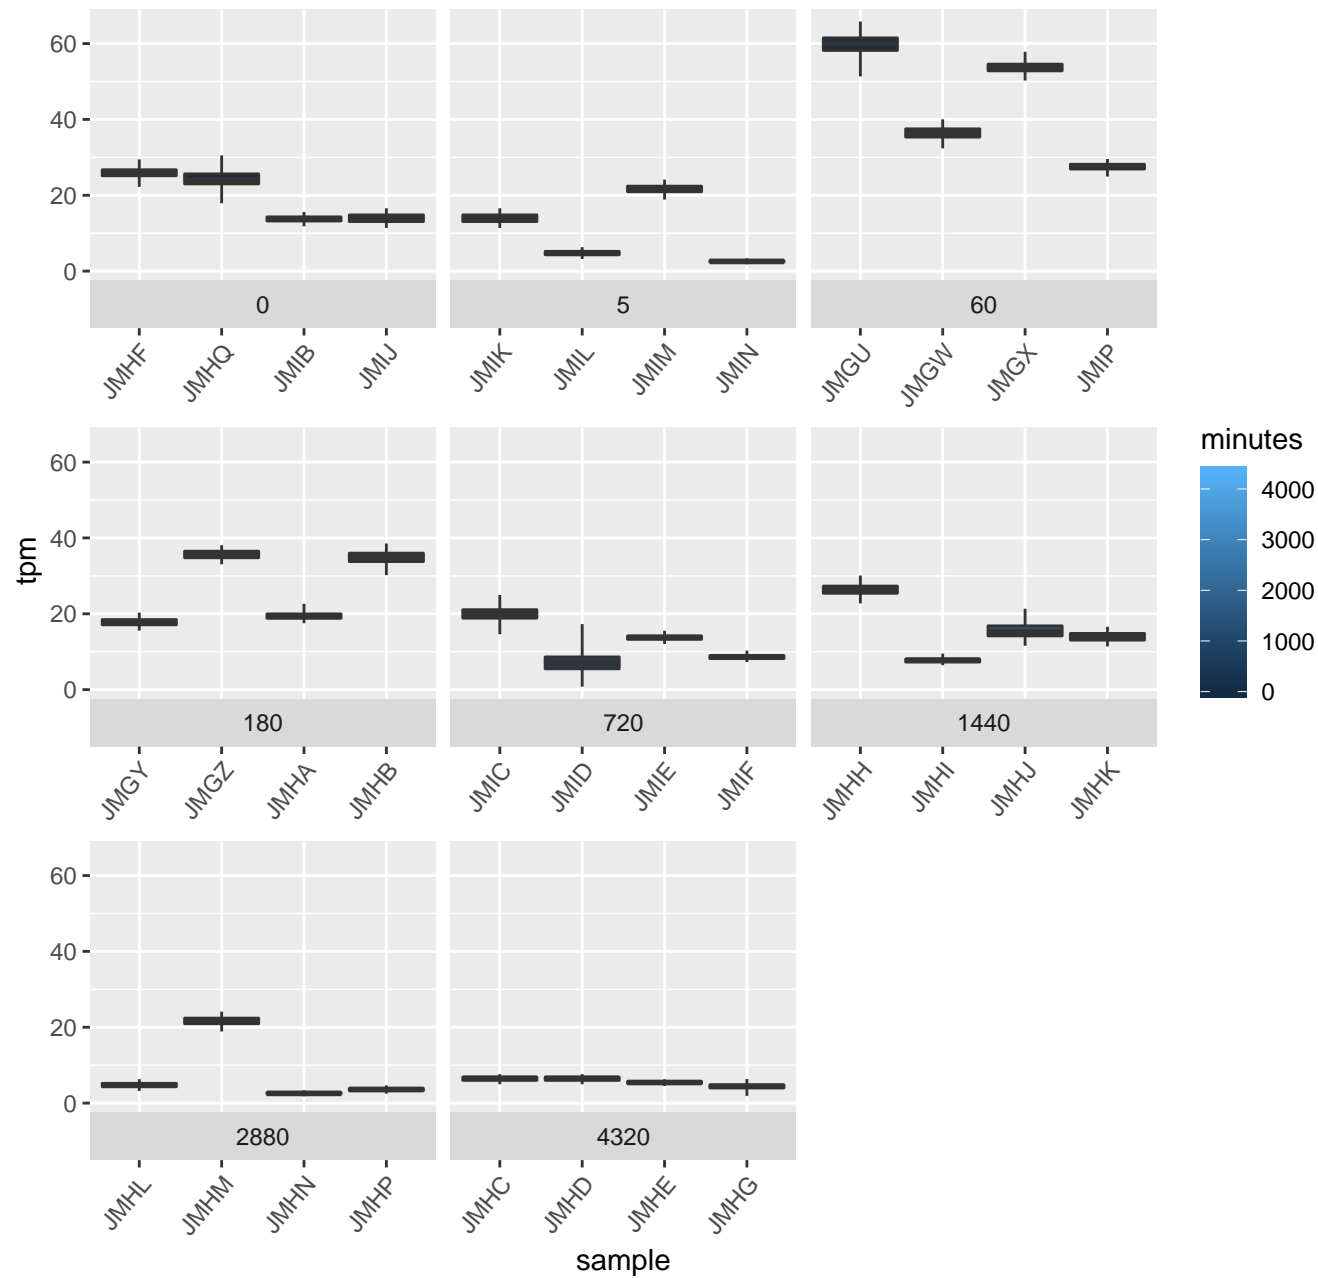 60
40
20
0
0
5
60
JMHF
JMHQ
JMIB
JMIJ
JMIK
JMIL
JMIM
JMIN
JMGU
JMGW
JMGX
JMIP
tpm
60
40
20
0
180
720
1440
JMGY
JMGZ
JMHA
JMHB
JMIC
JMID
JMIE
JMIF
JMHH
JMHI
JMHJ
JMHK
minutes
4000
3000
2000
1000
0
60
40
20
0
2880
4320
JMHL
JMHM
JMHN
JMHP
JMHC
JMHD
JMHE
JMHG
sample